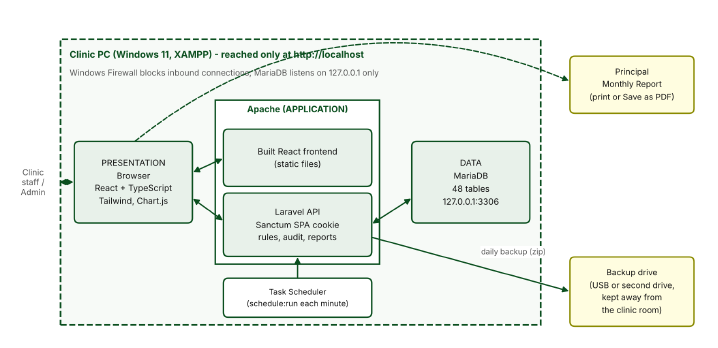 Clinic PC (Windows 11, XAMPP) - reached only at http://localhost
Windows Firewall blocks inbound connections, MariaDB listens on 127.0.0.1 only
Principal
Monthly Report
(print or Save as PDF)
Apache (APPLICATION)
Built React frontend
(static files)
Clinic
staff /
Admin
PRESENTATION
Browser
React + TypeScript
Tailwind, Chart.js
DATA
MariaDB
48 tables
127.0.0.1:3306
Laravel API
Sanctum SPA cookie
rules, audit, reports
daily backup (zip)
Task Scheduler
(schedule:run each minute)
Backup drive
(USB or second drive,
kept away from
the clinic room)